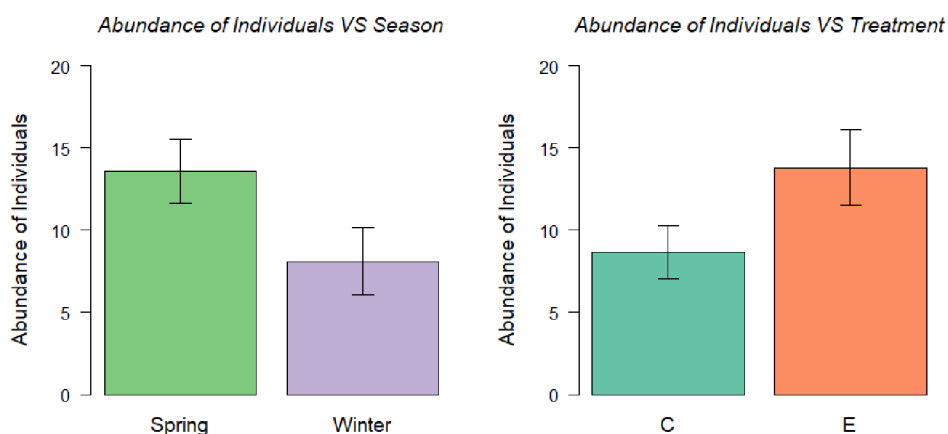 Abundance of Individuals VS Season
Abundance of Individuals
20
15
10
5
0
Spring Winter
Abundance of Individuals VS Treatment
Abundance of Individuals
20
15
10
5
0
C E